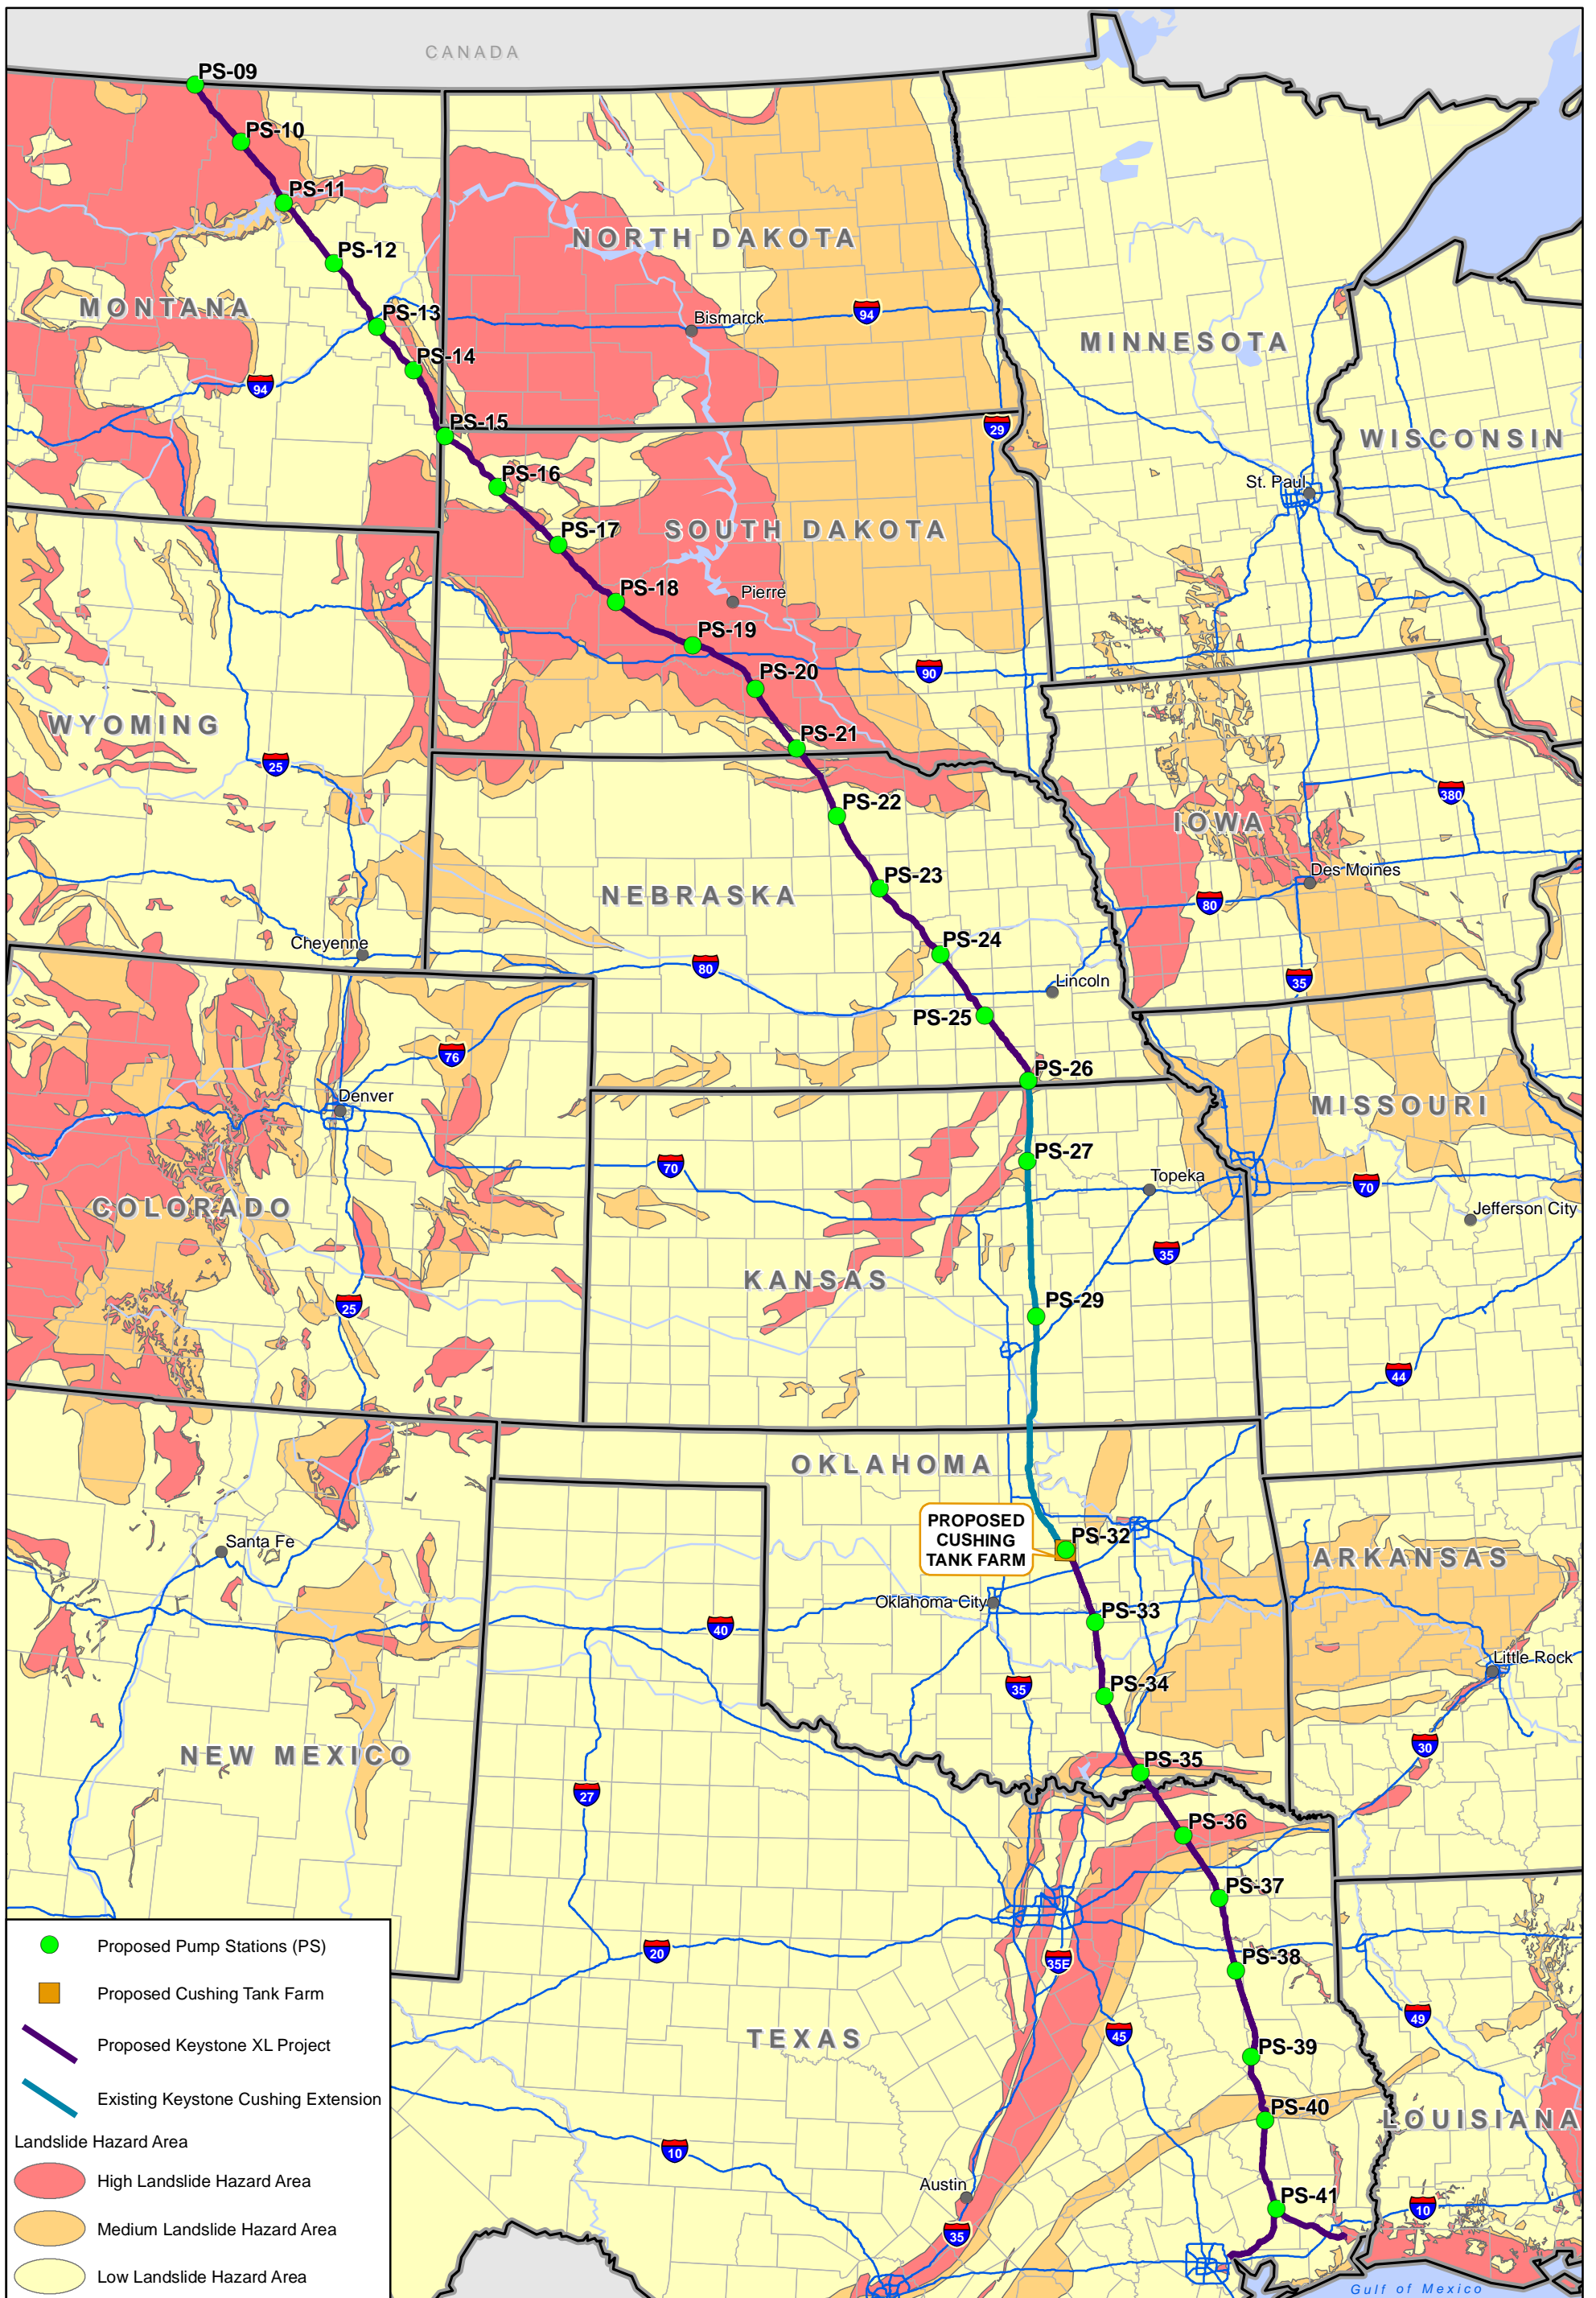 CANADA
PS-09
PS-10
PS-11
PS-12
NORTH DAKOTA
MONTANA
PS-13
94
Bismarck
MINNESOTA
PS-14
94
PS-15
29
WISCONSIN
PS-16
St. Paul
PS-17
SOUTH DAKOTA
PS-18
Pierre
PS-19
PS-20
90
WYOMING
PS-21
25
380
PS-22
IOWA
PS-23
Des Moines
NEBRASKA
80
PS-24
Cheyenne
80
Lincoln
35
PS-25
76
PS-26
Denver
MISSOURI
PS-27
70
Topeka
70
COLORADO
Jefferson City
35
KANSAS
25
PS-29
44
OKLAHOMA
PROPOSED
CUSHING
TANK FARM
PS-32
Santa Fe
ARKANSAS
Oklahoma City
PS-33
40
Little Rock
35
PS-34
30
NEW MEXICO
PS-35
27
PS-36
PS-37
20
35E
PS-38
49
45
TEXAS
PS-39
PS-40
LOUISIANA
10
Austin
PS-41
10
35
Gulf of Mexico
Proposed Pump Stations (PS)
Proposed Cushing Tank Farm
Proposed Keystone XL Project
Existing Keystone Cushing Extension
Landslide Hazard Area
High Landslide Hazard Area
Medium Landslide Hazard Area
Low Landslide Hazard Area